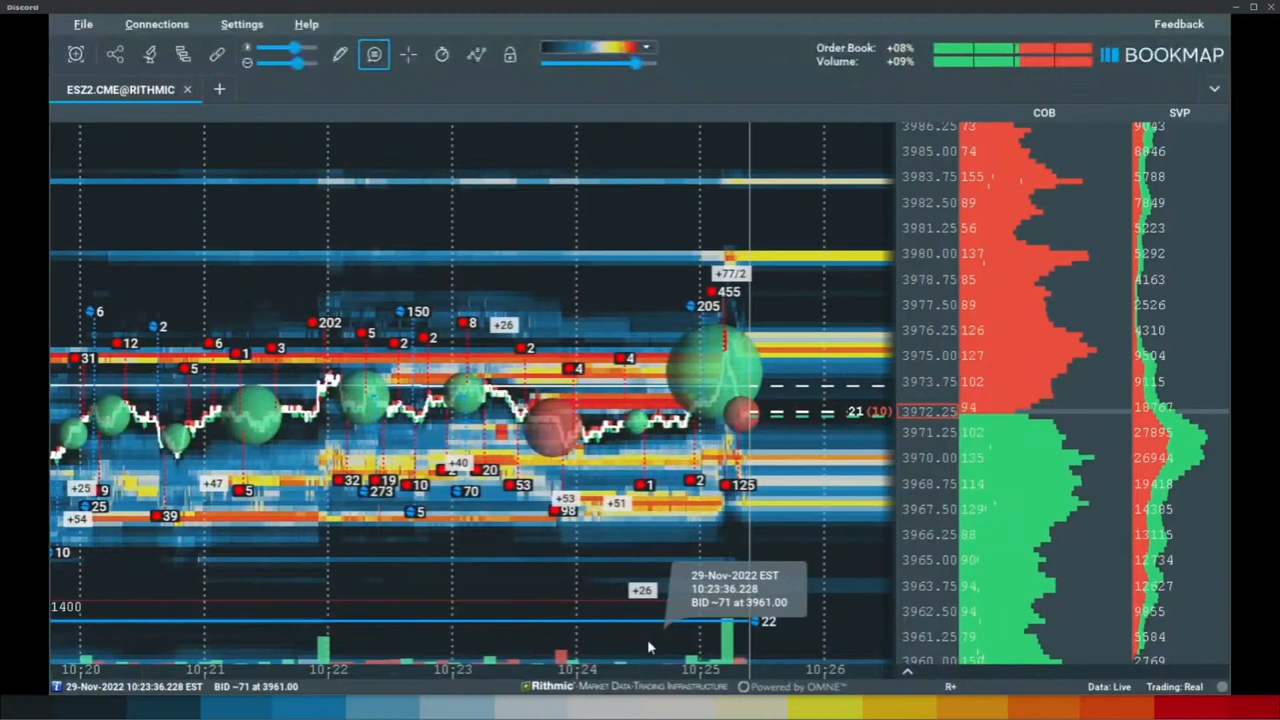 Discord
File Connections Settings Help Feedback
Order Book: +08%
Volume: +09%
BOOKMAP
ESZ2.CME@RITHMIC
COB SVP
3986.25 73 9043
3985.00 74 8046
3983.75 155 5788
3982.50 89 7849
3981.25 56 5223
3980.00 137 5292
3978.75 85 4163
3977.50 89 2526
3976.25 126 4310
3975.00 127 9504
3973.75 102 9115
3972.25 94 18767
3971.25 102 27895
3970.00 135 26944
3968.75 114 19418
3967.50 129 14385
3966.25 88 13115
3965.00 12734
3963.75 94 12627
3962.50 94 9855
3961.25 79 5584
3960.00 150 2769
+77/2
455
205
6
2
12
6
1
3
31
5
202
5
150
2
2
8
+26
2
4
4
21 (10)
+25
9
25
+54
39
+47
5
32
19
273
10
5
+40
20
70
53
+53
98
+51
1
2
125
10
+26
29-Nov-2022 EST
10:23:36.228
BID ~71 at 3961.00
1400
22
10:20 10:21 10:22 10:23 10:24 10:25 10:26
29-Nov-2022 10:23:36.228 EST BID ~71 at 3961.00
Rithmic - MARKET DATA-TRADING INFRASTRUCTURE Powered by OMNE™
R+ Data: Live Trading: Real